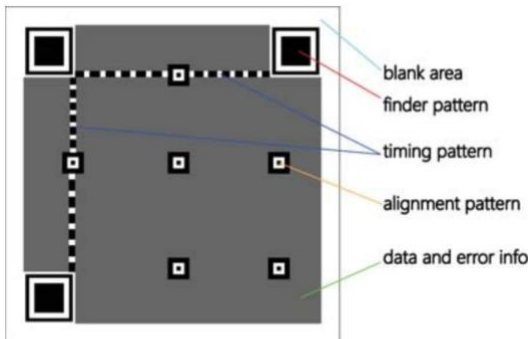 blank area
finder pattern
timing pattern
alignment pattern
data and error info